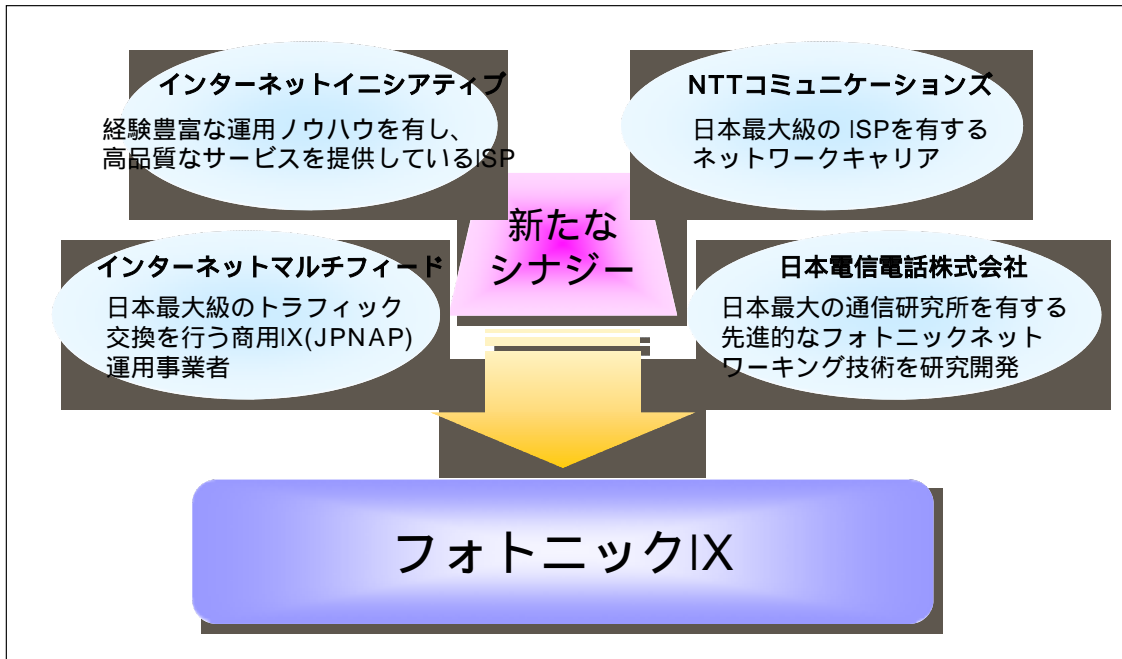 インターネットイニシアティブ
経験豊富な運用ノウハウを有し、
高品質なサービスを提供しているISP
NTTコミュニケーションズ
日本最大級の ISPを有する
ネットワークキャリア
新たな
シナジー
インターネットマルチフィード
日本最大級のトラフィック
交換を行う商用IX(JPNAP)
運用事業者
日本電信電話株式会社
日本最大の通信研究所を有する
先進的なフォトニックネット
ワーキング技術を研究開発
フォトニックIX